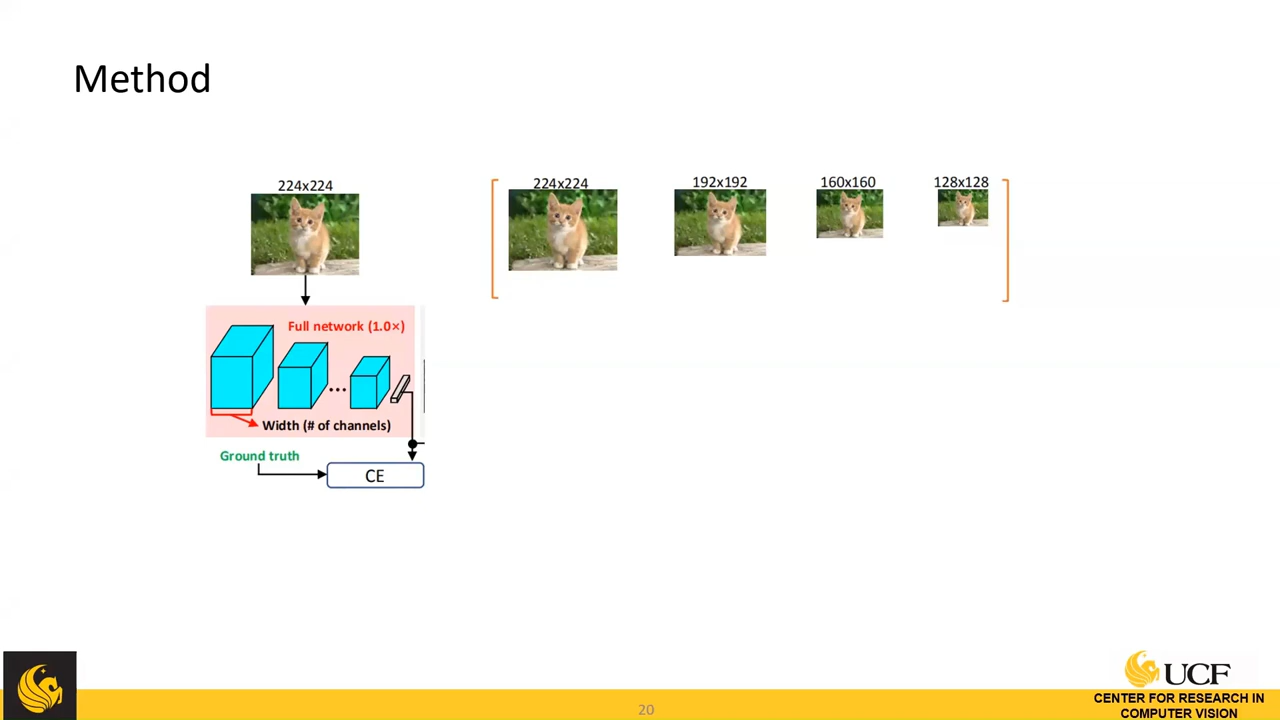 Method
224x224
224x224
192x192
160x160
128x128
Full network (1.0×)
...
Width (# of channels)
Ground truth
CE
20
UCF
CENTER FOR RESEARCH IN
COMPUTER VISION